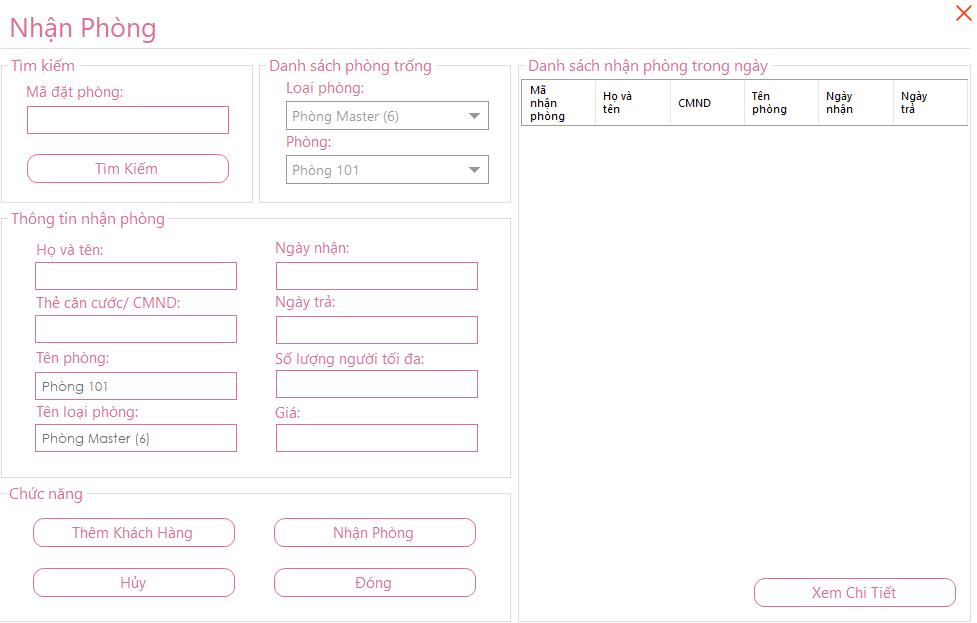 Nhận Phòng
Tìm kiếm
Mã đặt phòng:
Tìm Kiếm
Danh sách phòng trống
Loại phòng:
Phòng Master (6)
Phòng:
Phòng 101
Thông tin nhận phòng
Họ và tên:
Thẻ căn cước/ CMND:
Tên phòng:
Phòng 101
Tên loại phòng:
Phòng Master (6)
Ngày nhận:
Ngày trả:
Số lượng người tối đa:
Giá:
Chức năng
Thêm Khách Hàng
Nhận Phòng
Hủy
Đóng
Danh sách nhận phòng trong ngày
Mã
nhận
phòng
Họ và
tên
CMND
Tên
phòng
Ngày
nhận
Ngày
trả
Xem Chi Tiết